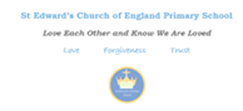 St Edward's Church of England Primary School
Love Each Other and Know We Are Loved
Love Forgiveness Trust